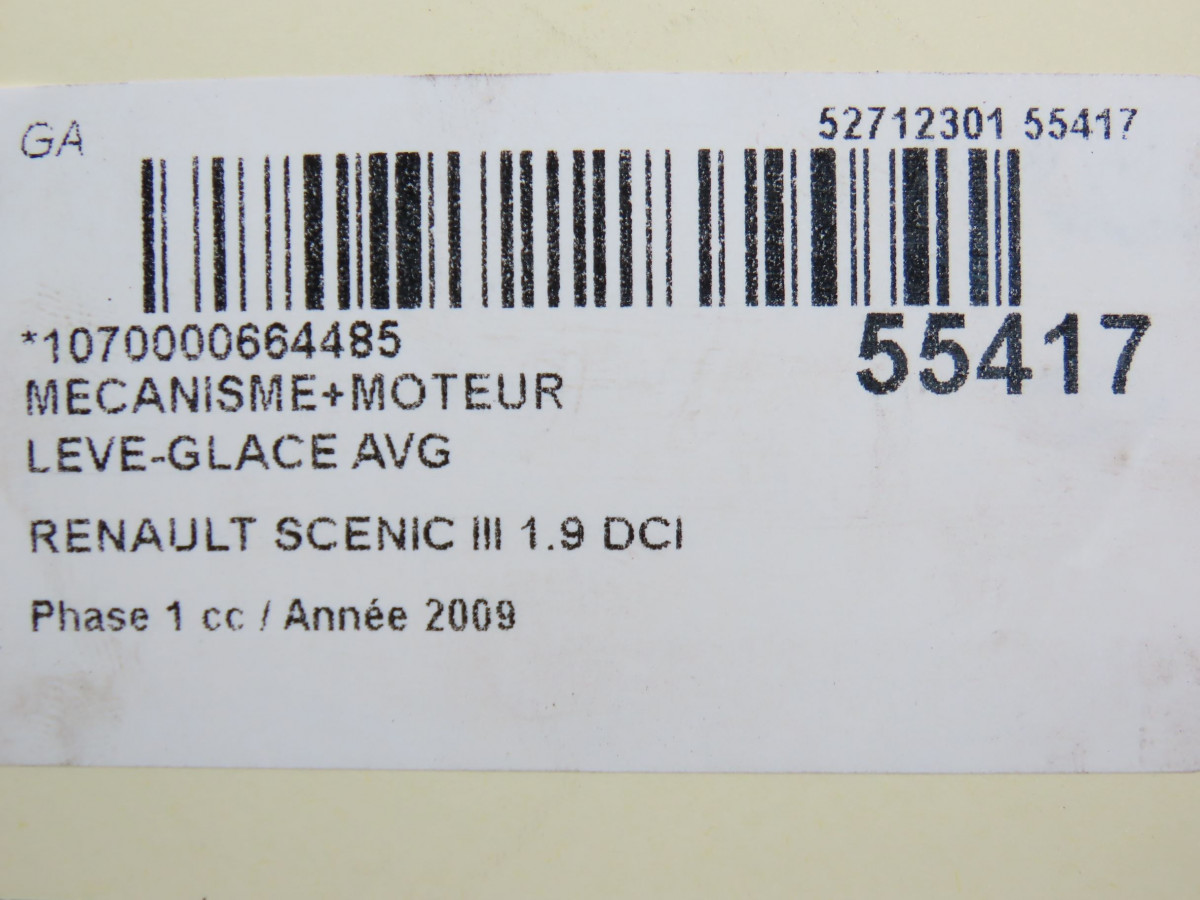 GA
52712301 55417
*1070000664485
55417
MECANISME+MOTEUR
LEVE-GLACE AVG
RENAULT SCENIC III 1.9 DCI
Phase 1 cc / Année 2009